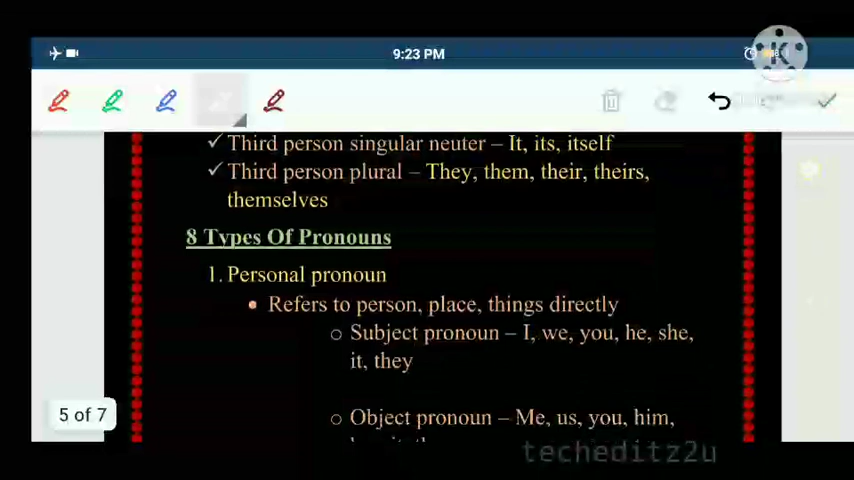 9:23 PM
K
✓ Third person singular neuter – It, its, itself
✓ Third person plural – They, them, their, theirs,
themselves
8 Types Of Pronouns
1. Personal pronoun
• Refers to person, place, things directly
○ Subject pronoun – I, we, you, he, she,
it, they
5 of 7
○ Object pronoun – Me, us, you, him,
techeditz2u